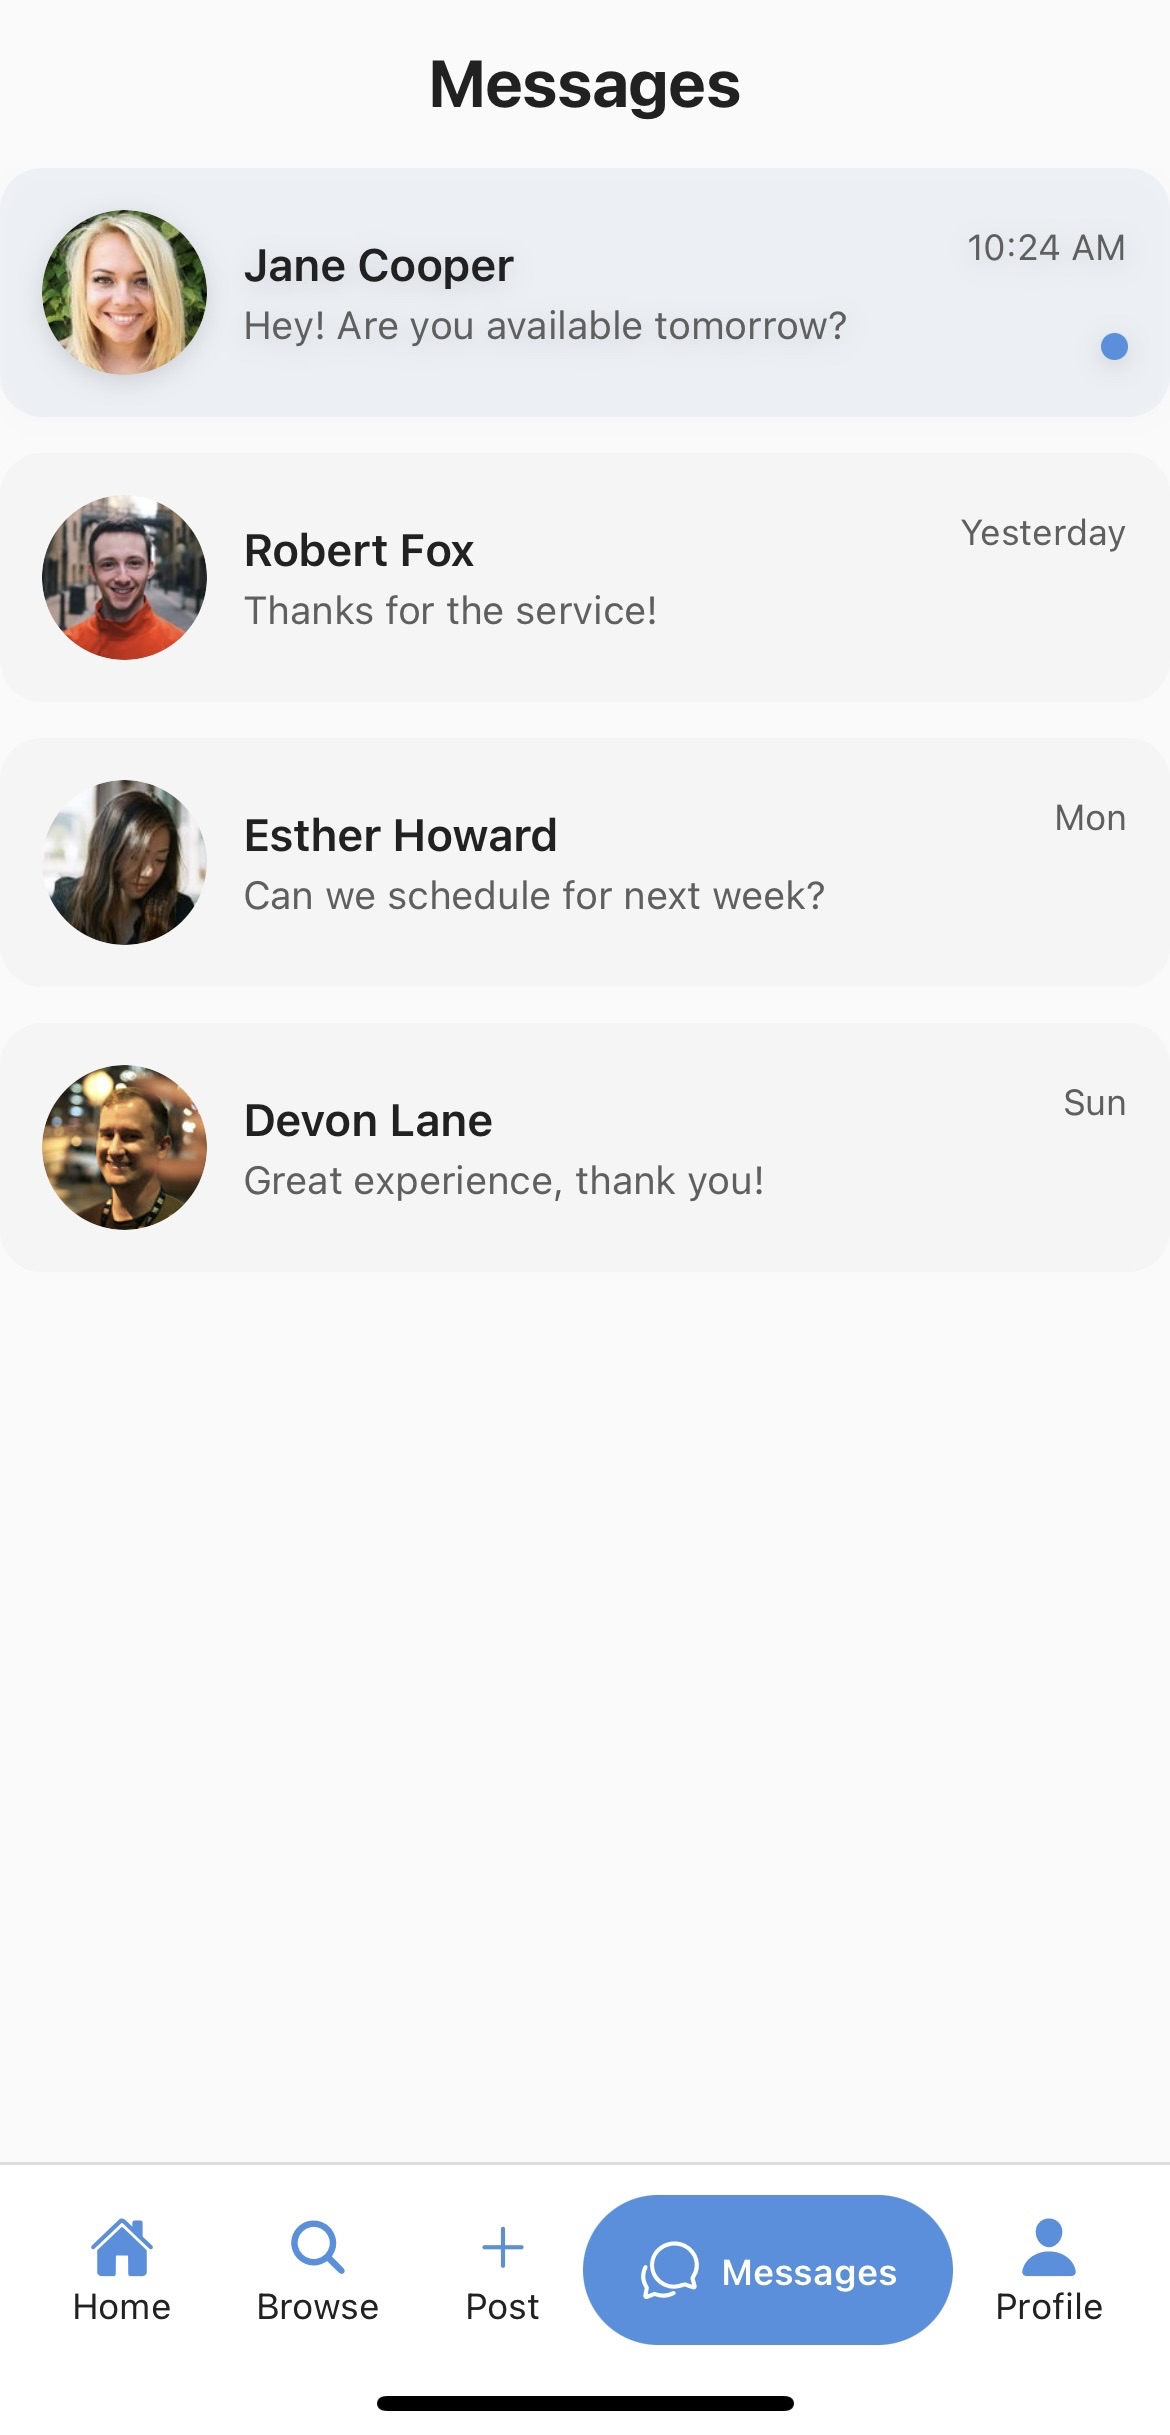 Messages
Jane Cooper
10:24 AM
Hey! Are you available tomorrow?
Robert Fox
Yesterday
Thanks for the service!
Esther Howard
Mon
Can we schedule for next week?
Devon Lane
Sun
Great experience, thank you!
Home
Browse
Post
Messages
Profile